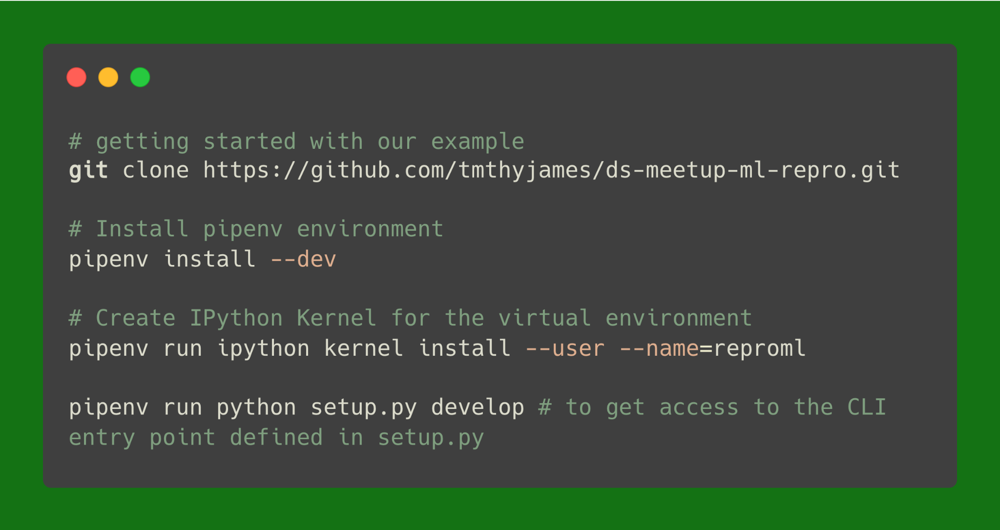 # getting started with our example
git clone https://github.com/tmthyjames/ds-meetup-ml-repro.git
# Install pipenv environment
pipenv install --dev
# Create IPython Kernel for the virtual environment
pipenv run ipython kernel install --user --name=reproml
pipenv run python setup.py develop # to get access to the CLI
entry point defined in setup.py